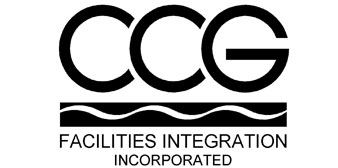 CCG
FACILITIES INTEGRATION
INCORPORATED